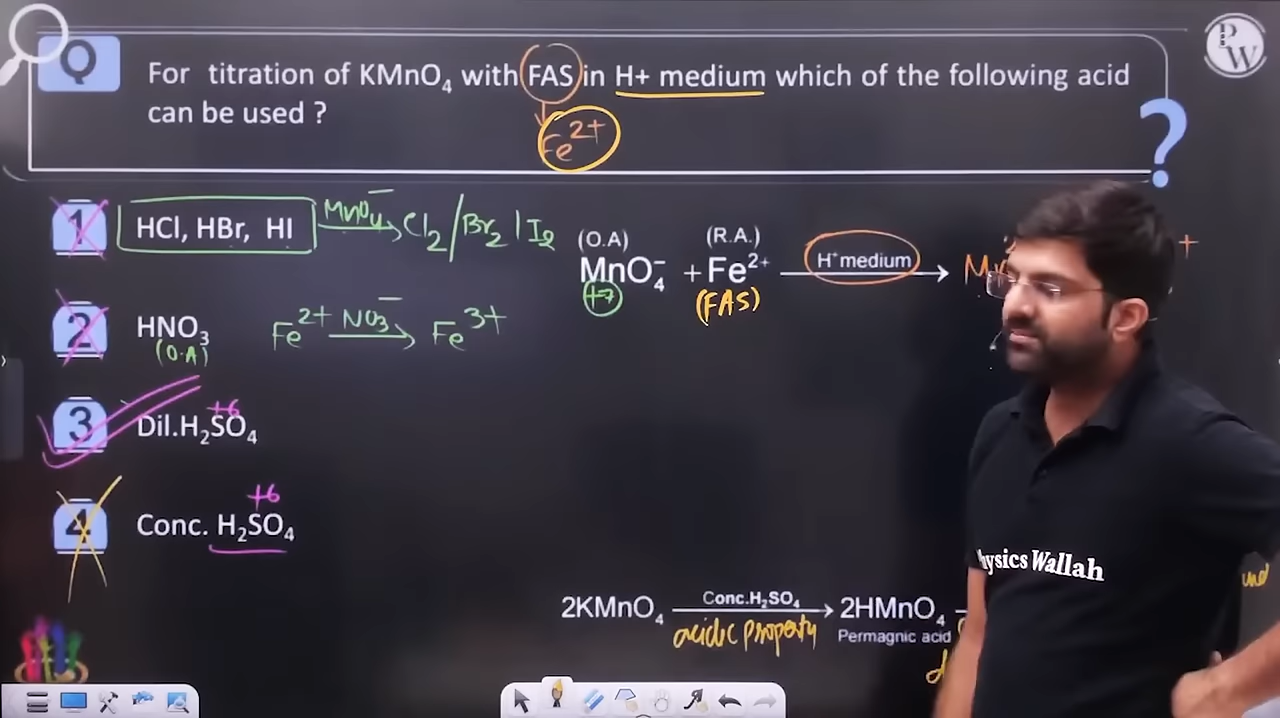 Q
PW
For titration of KMnO₄ with FAS in H+ medium which of the following acid
can be used ?
Fe²⁺
?
1 HCl, HBr, HI MnO₄⁻ Cl₂/Br₂/I₂
2 HNO₃ Fe²⁺ NO₃⁻ Fe³⁺
(O.A)
3 Dil.H₂SO₄
+6
4 Conc. H₂SO₄
+6
(O.A) (R.A.)
MnO₄⁻ + Fe²⁺ H⁺medium
+7 (FAS)
2KMnO₄ Conc.H₂SO₄ 2HMnO₄
acidic property Permagnic acid
hysics Wallah